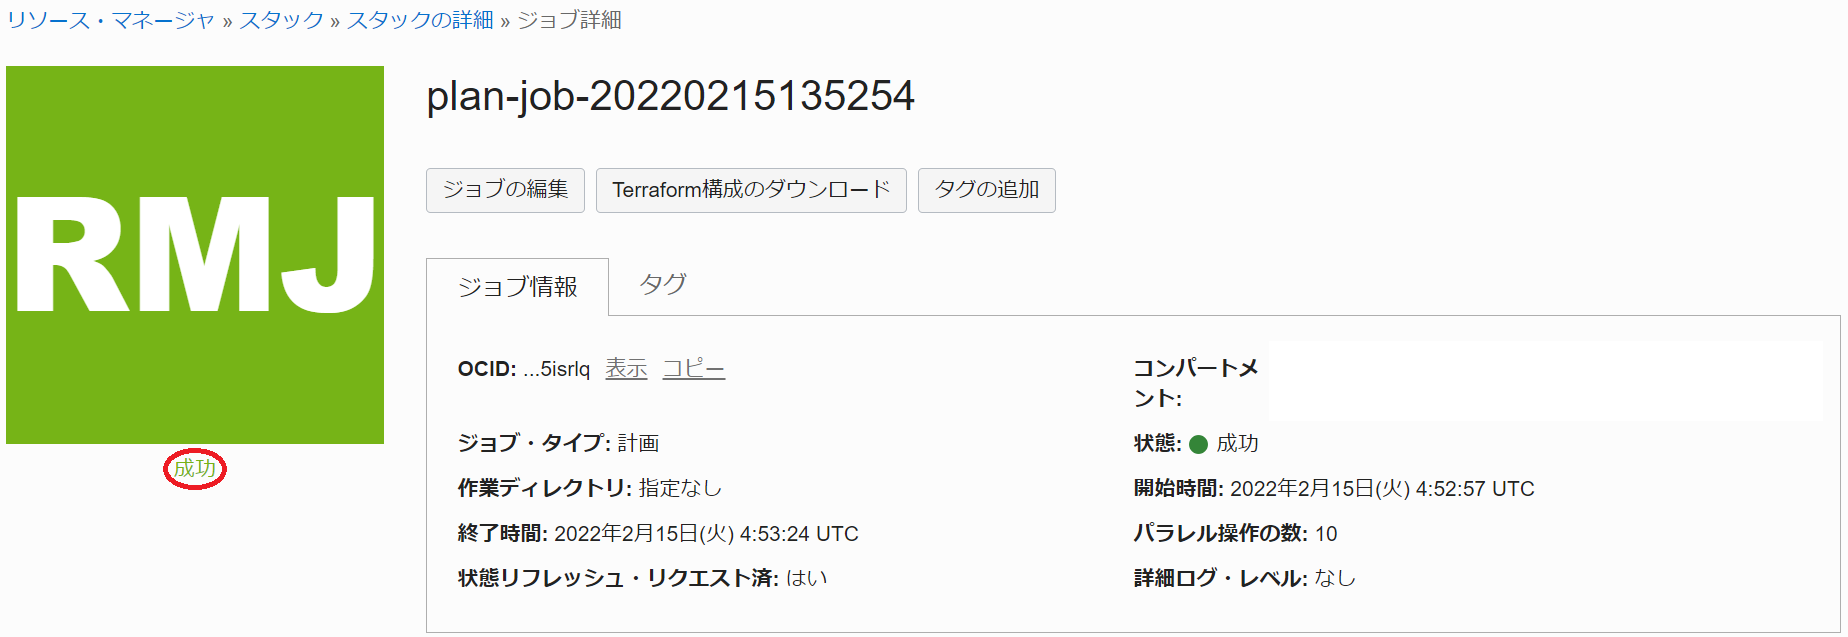 リソース・マネージャ » スタック » スタックの詳細 » ジョブ詳細
RMJ
成功
plan-job-20220215135254
ジョブの編集 Terraform構成のダウンロード タグの追加
ジョブ情報 タグ
OCID: ...5isrlq 表示 コピー
コンパートメ
ント:
ジョブ・タイプ: 計画
状態: 成功
作業ディレクトリ: 指定なし
開始時間: 2022年2月15日(火) 4:52:57 UTC
終了時間: 2022年2月15日(火) 4:53:24 UTC
パラレル操作の数: 10
状態リフレッシュ・リクエスト済: はい
詳細ログ・レベル: なし